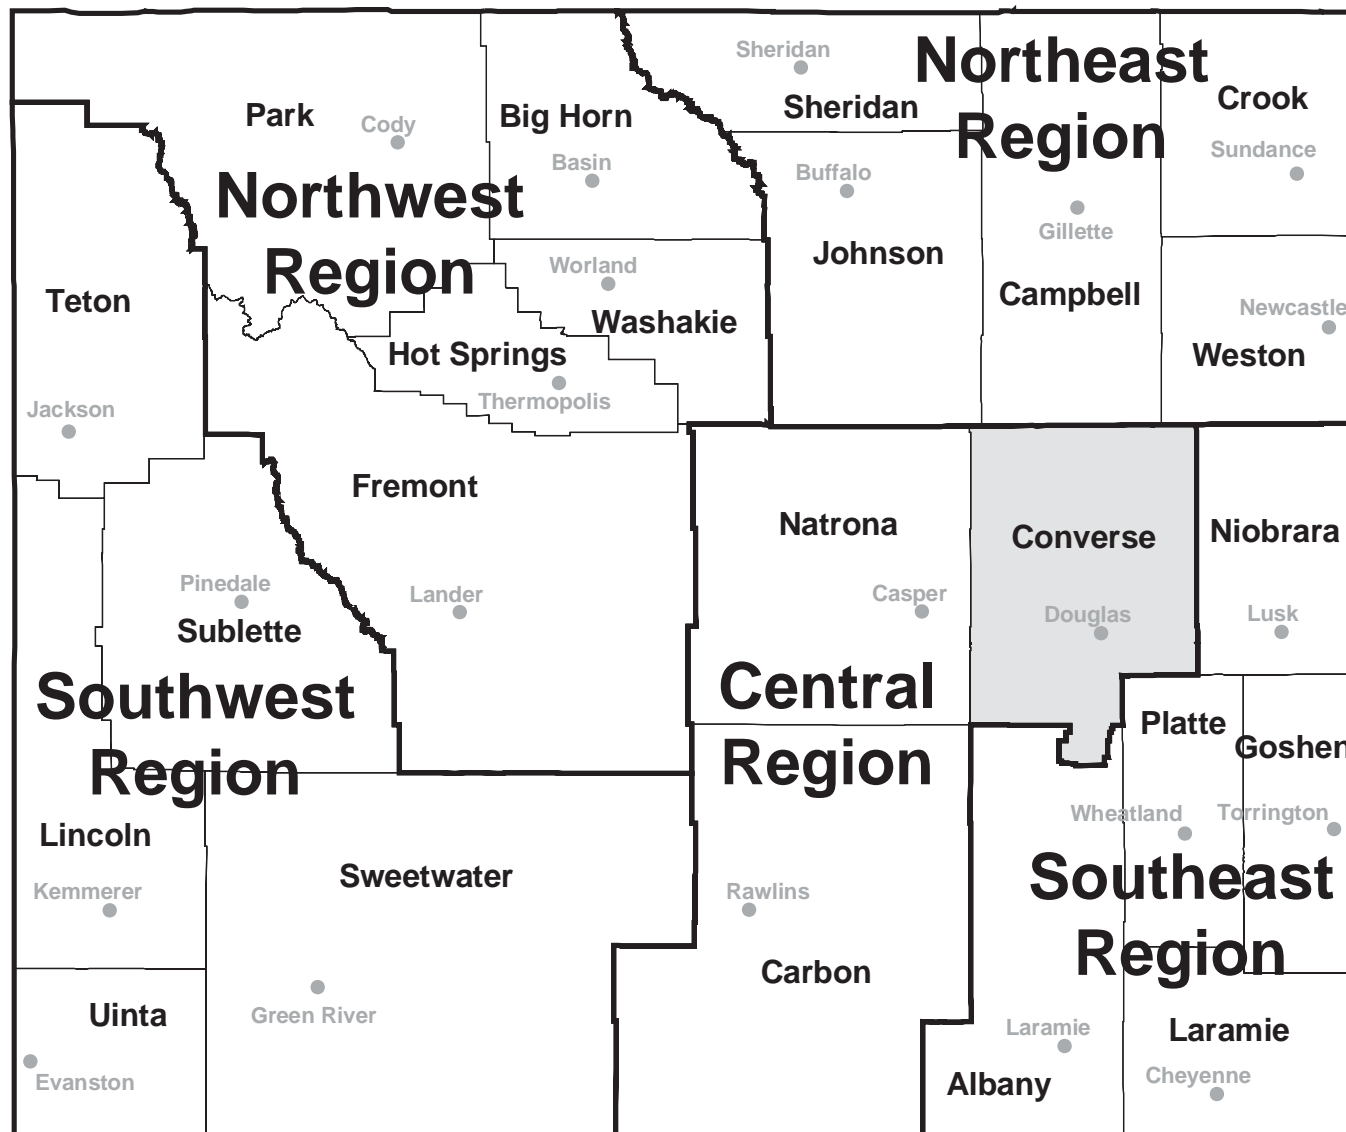 Sheridan
Northeast
Region
Crook
Park
Cody
Big Horn
Sheridan
Sundance
Basin
Buffalo
Northwest
Region
Gillette
Johnson
Worland
Campbell
Teton
Newcastle
Washakie
Hot Springs
Weston
Thermopolis
Jackson
Fremont
Natrona
Converse
Niobrara
Pinedale
Lander
Casper
Douglas
Lusk
Sublette
Southwest
Region
Central
Region
Platte
Goshen
Wheatland
Torrington
Lincoln
Sweetwater
Southeast
Region
Kemmerer
Rawlins
Carbon
Uinta
Green River
Laramie
Laramie
Evanston
Albany
Cheyenne